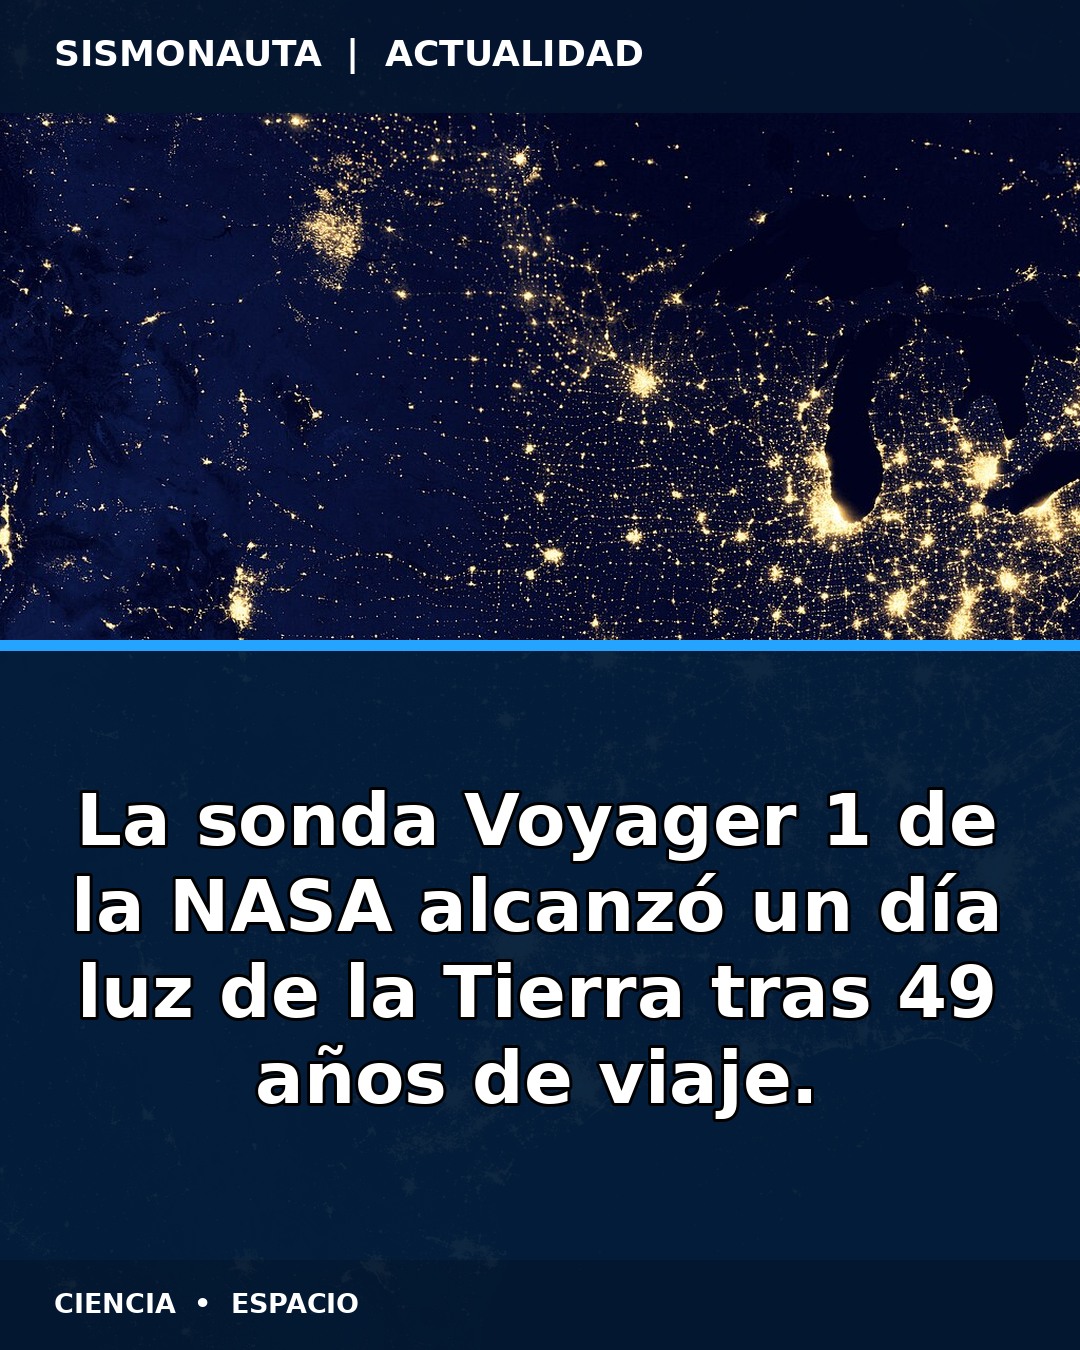 SISMONAUTA | ACTUALIDAD
La sonda Voyager 1 de
la NASA alcanzó un día
luz de la Tierra tras 49
años de viaje.
CIENCIA • ESPACIO